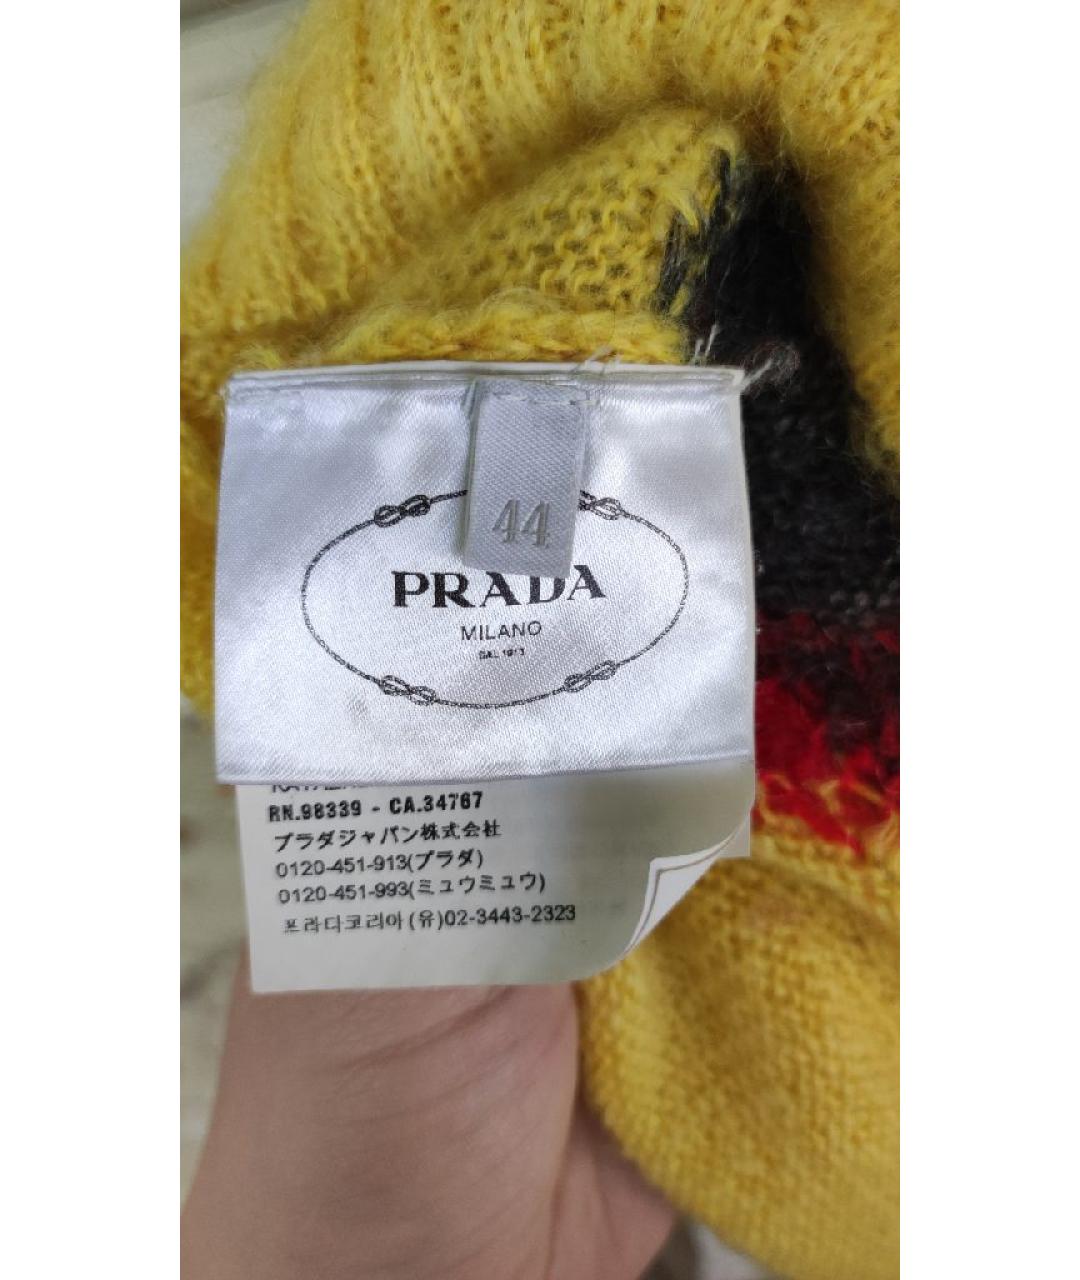 44
PRADA
MILANO
DAL 1913
RN.98339 - CA.34767
プラダジャパン株式会社
0120-451-913(プラダ)
0120-451-993(ミュウミュウ)
프라다코리아(유)02-3443-2323